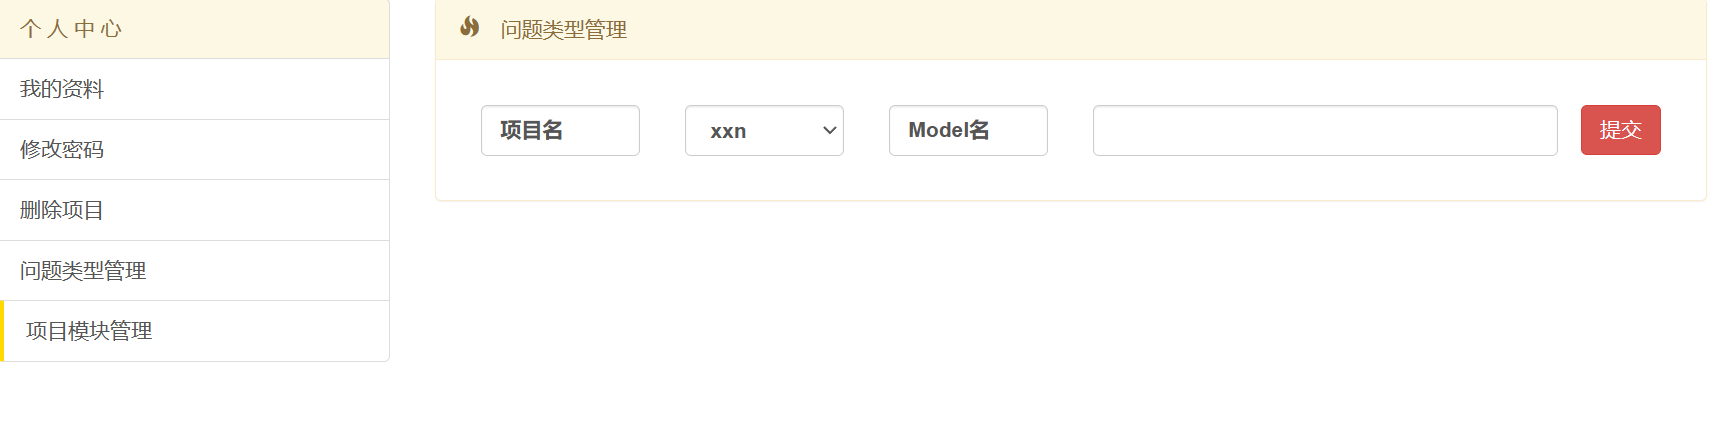 个 人 中 心
我的资料
修改密码
删除项目
问题类型管理
项目模块管理
问题类型管理
项目名 xxn Model名 提交